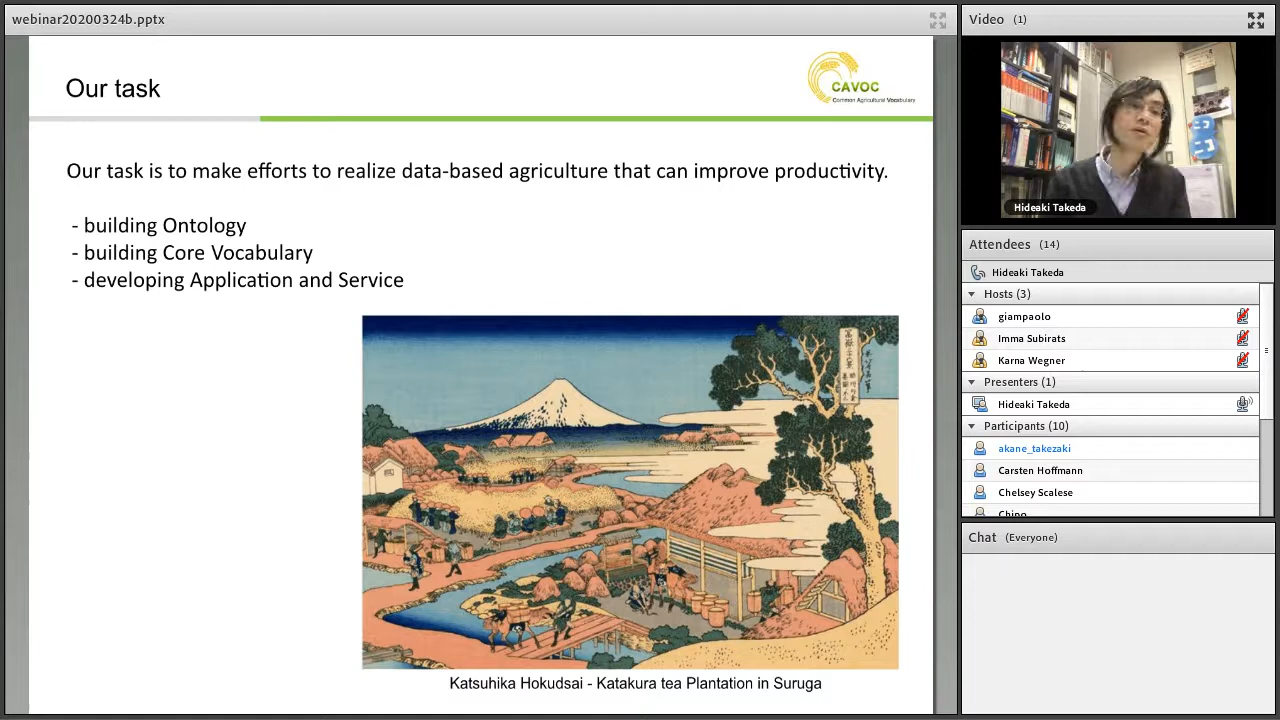 webinar20200324b.pptx
Our task
CAVOC
Common Agricultural Vocabulary
Our task is to make efforts to realize data-based agriculture that can improve productivity.
- building Ontology
- building Core Vocabulary
- developing Application and Service
Katsuhika Hokudsai - Katakura tea Plantation in Suruga
Video (1)
Hideaki Takeda
Attendees (14)
Hideaki Takeda
Hosts (3)
giampaolo
Imma Subirats
Karna Wegner
Presenters (1)
Hideaki Takeda
Participants (10)
akane_takezaki
Carsten Hoffmann
Chelsey Scalese
Chipo
Chat (Everyone)